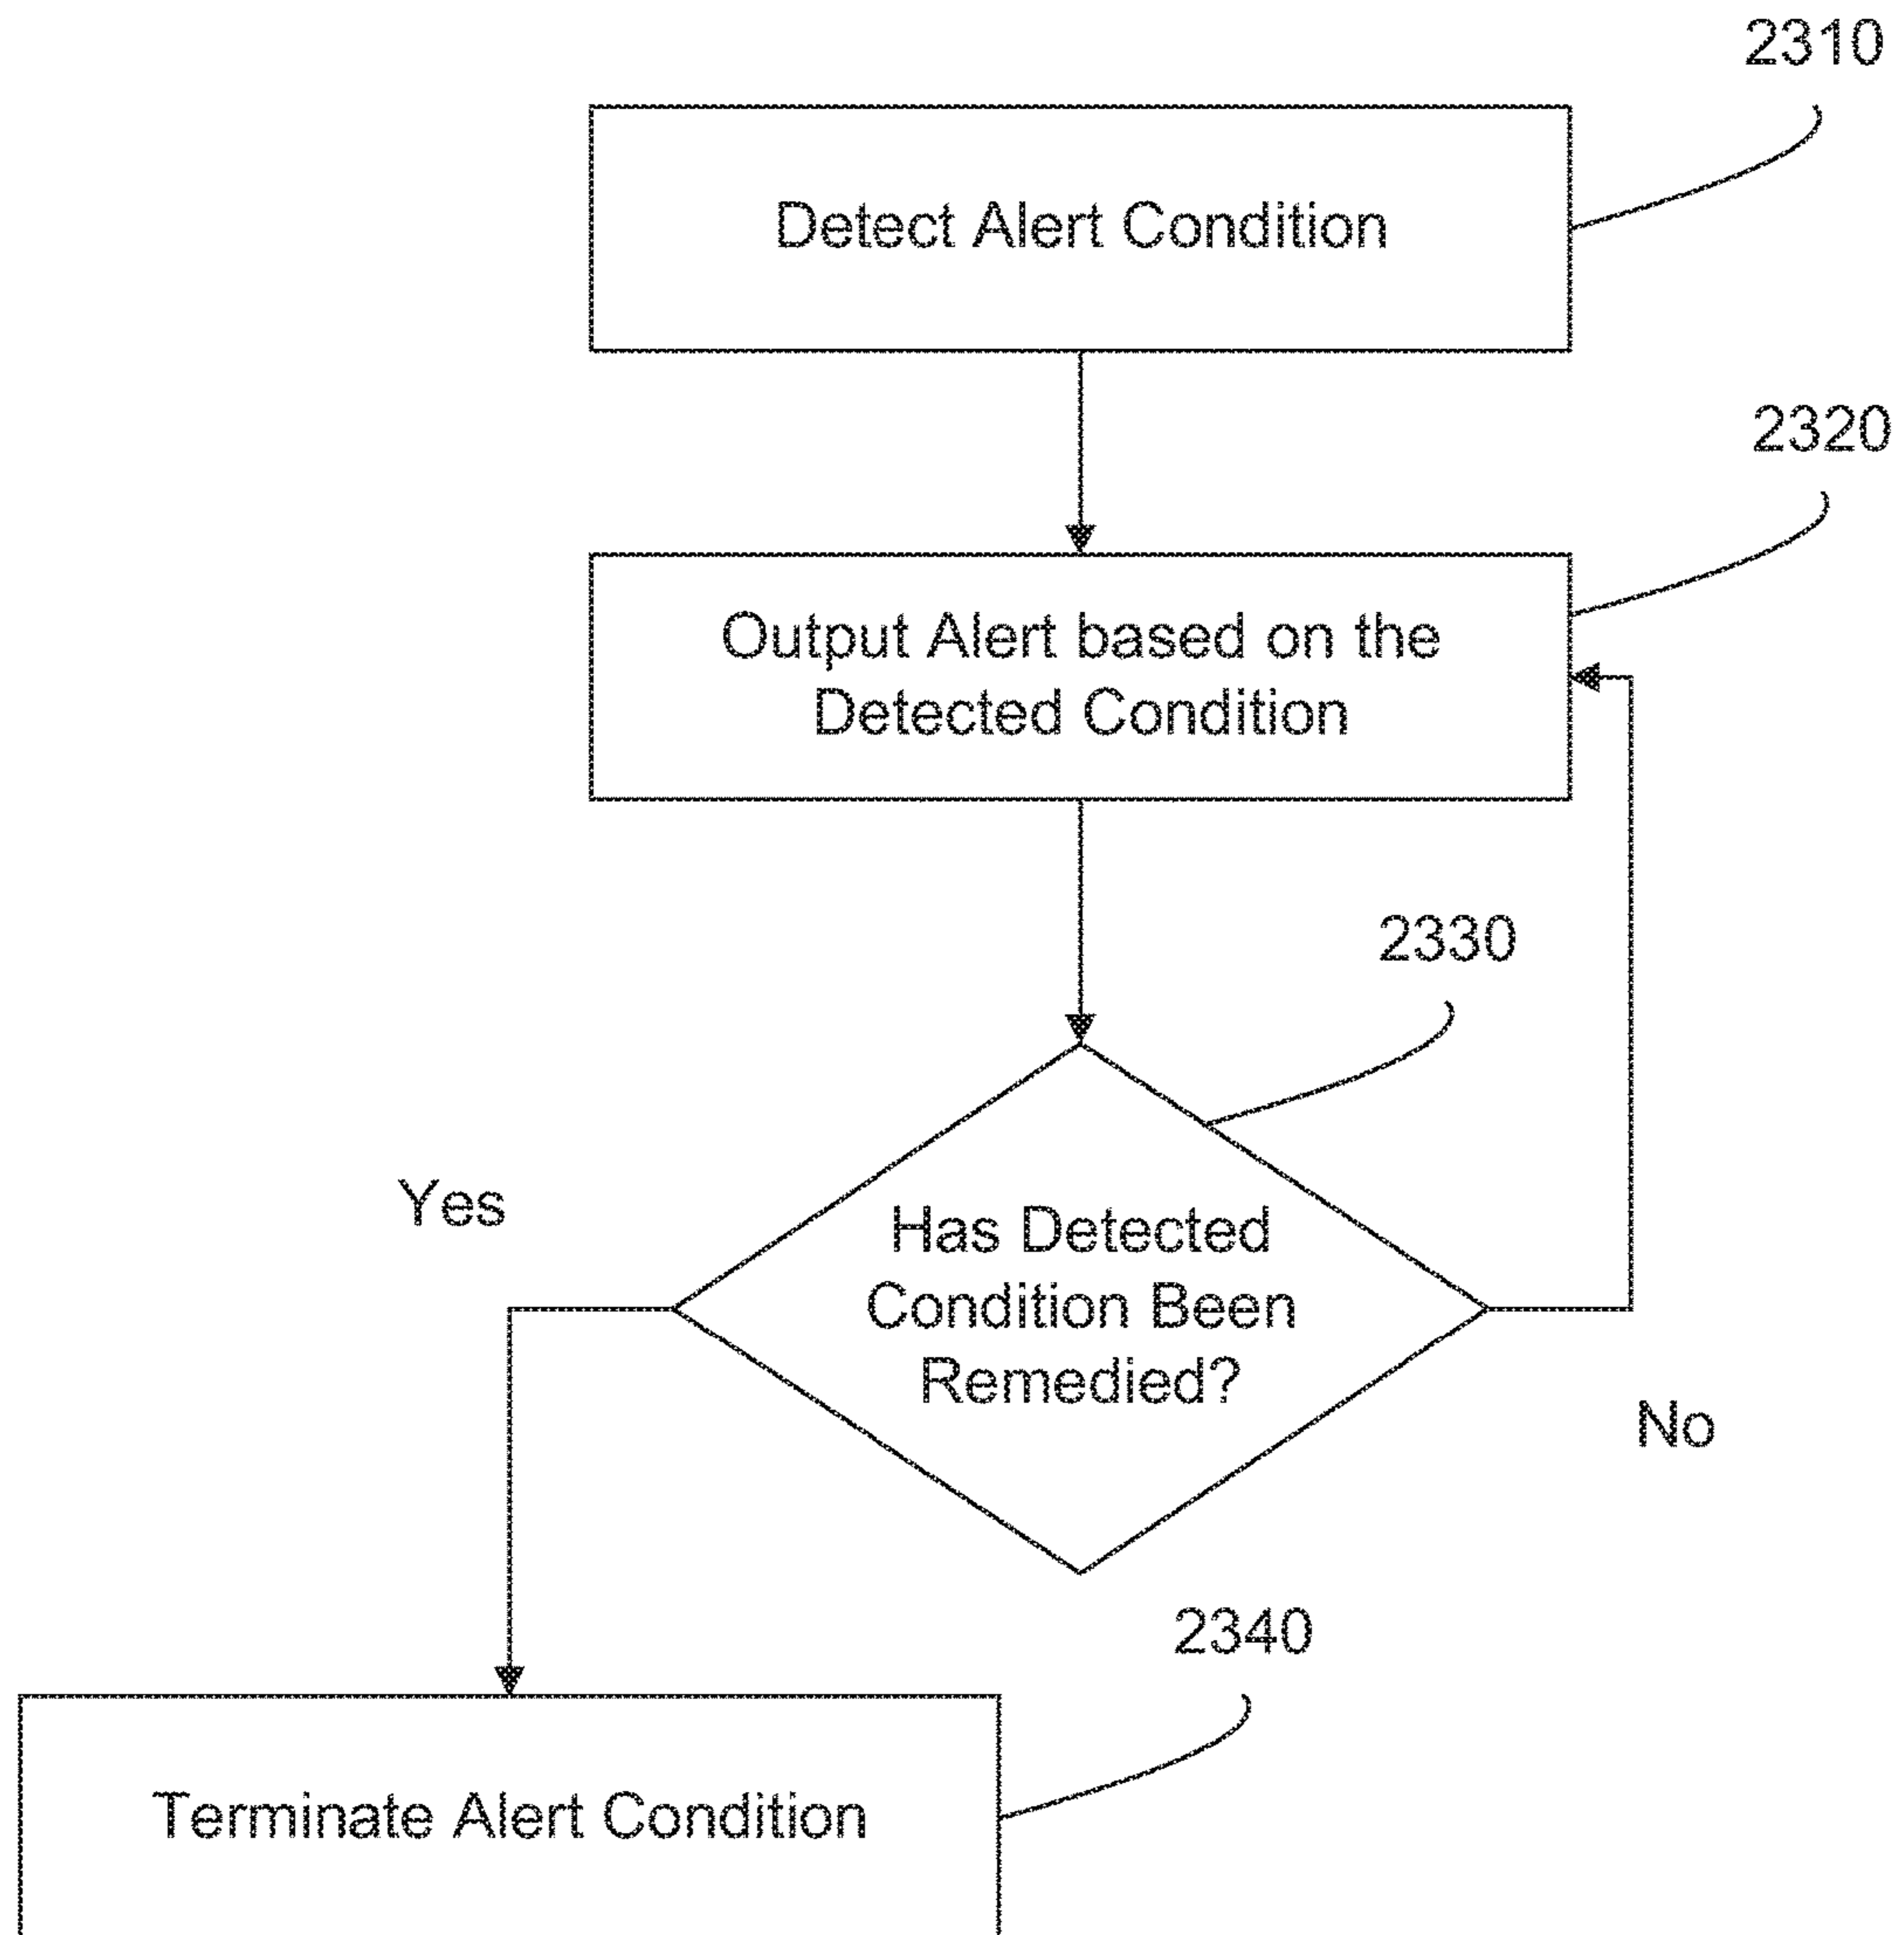 2310
Detect Alert Condition
2320
Output Alert based on the
Detected Condition
2330
Yes
Has Detected
Condition Been
Remedied?
No
2340
Terminate Alert Condition